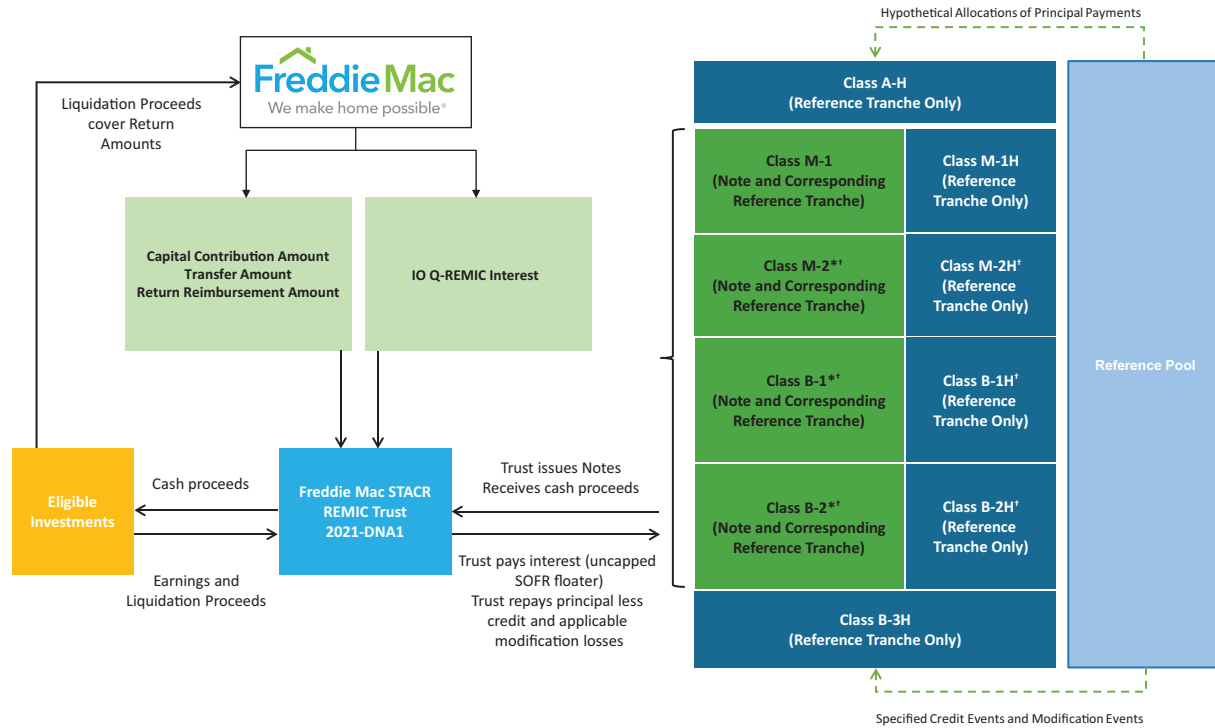 Hypothetical Allocations of Principal Payments
Freddie Mac
We make home possible®
Liquidation Proceeds
cover Return
Amounts
Capital Contribution Amount
Transfer Amount
Return Reimbursement Amount
IO Q-REMIC Interest
Eligible
Investments
Cash proceeds
Earnings and
Liquidation Proceeds
Freddie Mac STACR
REMIC Trust
2021-DNA1
Trust issues Notes
Receives cash proceeds
Trust pays interest (uncapped
SOFR floater)
Trust repays principal less
credit and applicable
modification losses
Class A-H
(Reference Tranche Only)
Class M-1
(Note and Corresponding
Reference Tranche)
Class M-1H
(Reference
Tranche Only)
Class M-2*†
(Note and Corresponding
Reference Tranche)
Class M-2H†
(Reference
Tranche Only)
Class B-1*†
(Note and Corresponding
Reference Tranche)
Class B-1H†
(Reference
Tranche Only)
Class B-2*†
(Note and Corresponding
Reference Tranche)
Class B-2H†
(Reference
Tranche Only)
Class B-3H
(Reference Tranche Only)
Reference Pool
Specified Credit Events and Modification Events